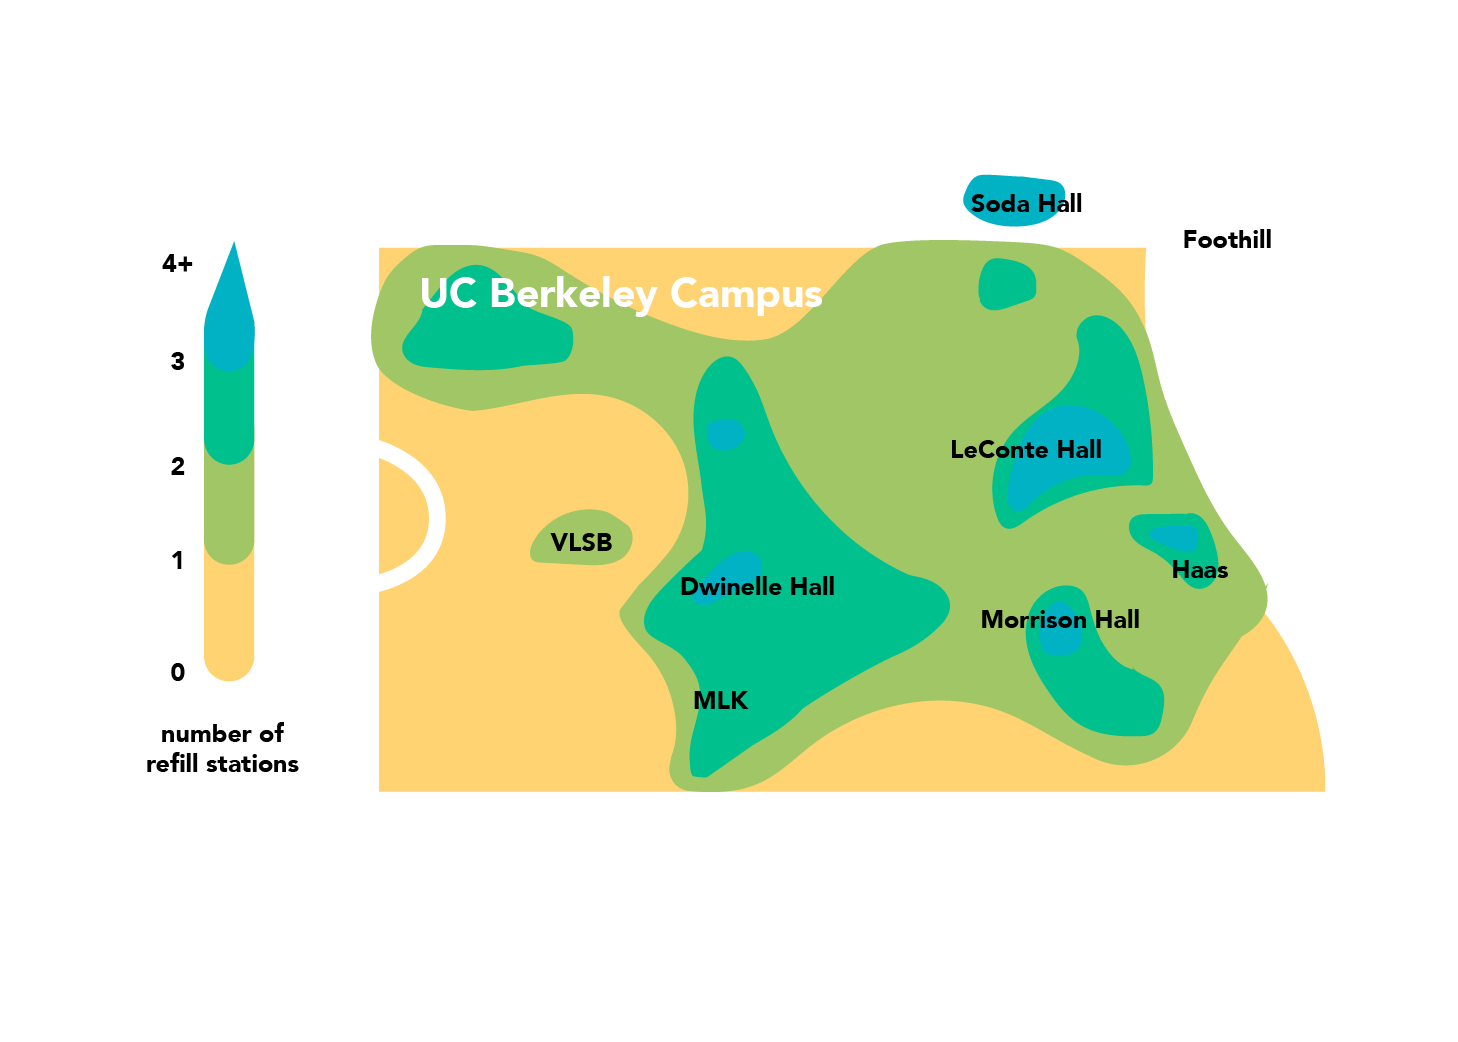 Soda Hall
Foothill
4+
UC Berkeley Campus
3
LeConte Hall
2
VLSB
1
Haas
Dwinelle Hall
Morrison Hall
0
MLK
number of
refill stations